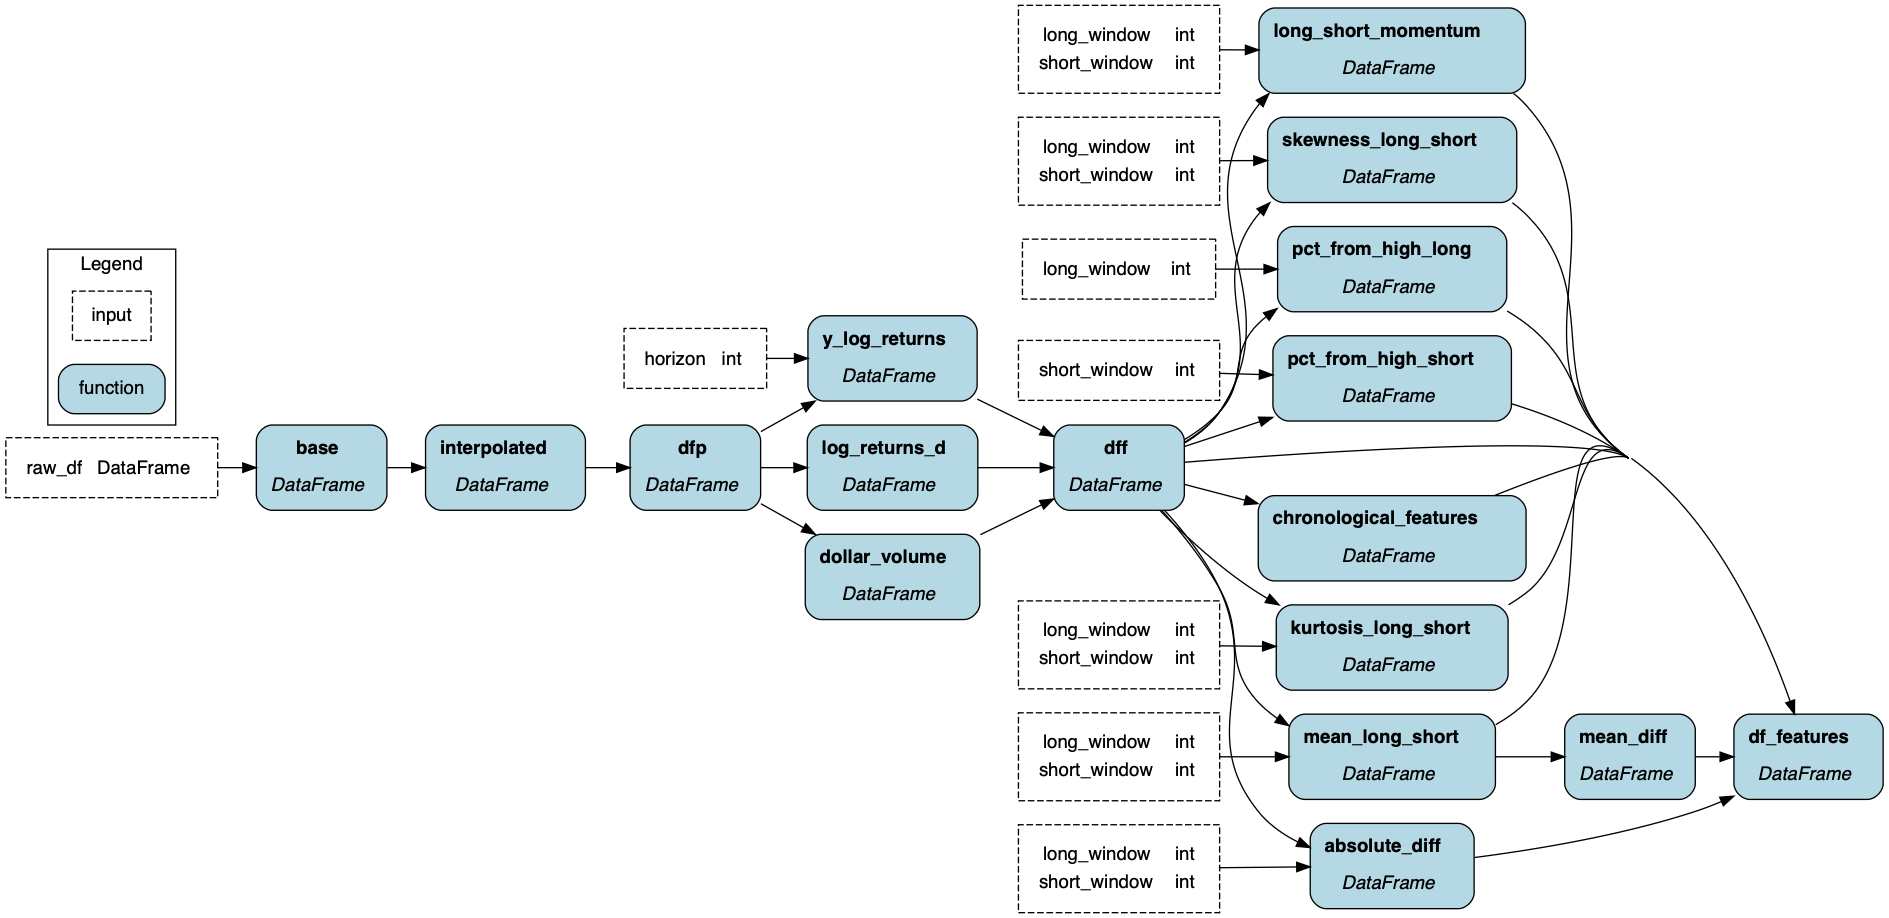 Legend
input
function
raw_df DataFrame
base
DataFrame
interpolated
DataFrame
dfp
DataFrame
horizon int
y_log_returns
DataFrame
log_returns_d
DataFrame
dollar_volume
DataFrame
dff
DataFrame
long_window int
short_window int
long_short_momentum
DataFrame
long_window int
short_window int
skewness_long_short
DataFrame
long_window int
pct_from_high_long
DataFrame
short_window int
pct_from_high_short
DataFrame
chronological_features
DataFrame
long_window int
short_window int
kurtosis_long_short
DataFrame
long_window int
short_window int
mean_long_short
DataFrame
mean_diff
DataFrame
df_features
DataFrame
long_window int
short_window int
absolute_diff
DataFrame